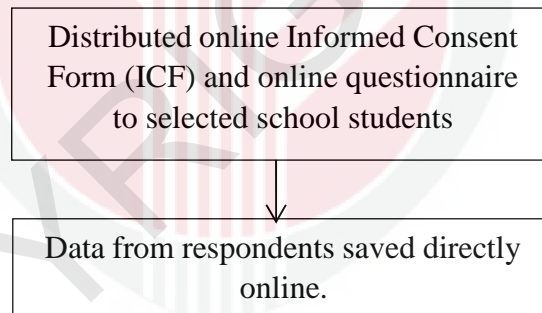 Distributed online Informed Consent
Form (ICF) and online questionnaire
to selected school students
Data from respondents saved directly
online.